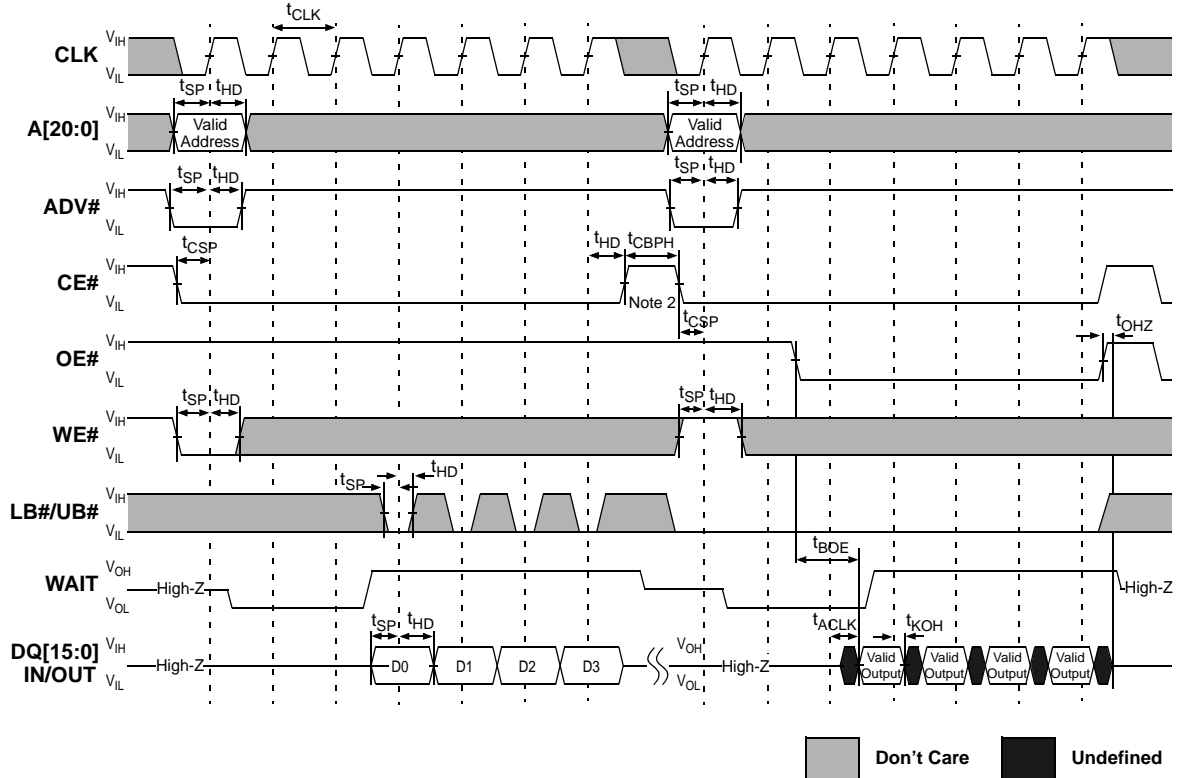 tCLK
CLK VIH
VIL
tSP tHD tSP tHD
A[20:0] VIH Valid Address Valid Address
VIL
tSP tHD tSP tHD
ADV# VIH
VIL
tCSP tHD tCBPH
CE# VIH
VIL Note 2
tCSP
tOHZ
OE# VIH
VIL
tSP tHD tSP tHD
WE# VIH
VIL
tSP tHD
LB#/UB# VIH
VIL
tBOE
WAIT VOH
High-Z High-Z
VOL
tSP tHD tACLK tKOH
DQ[15:0] IN/OUT VIH VOH
High-Z D0 D1 D2 D3 High-Z Valid Output Valid Output Valid Output Valid Output
VIL VOL
Don't Care Undefined